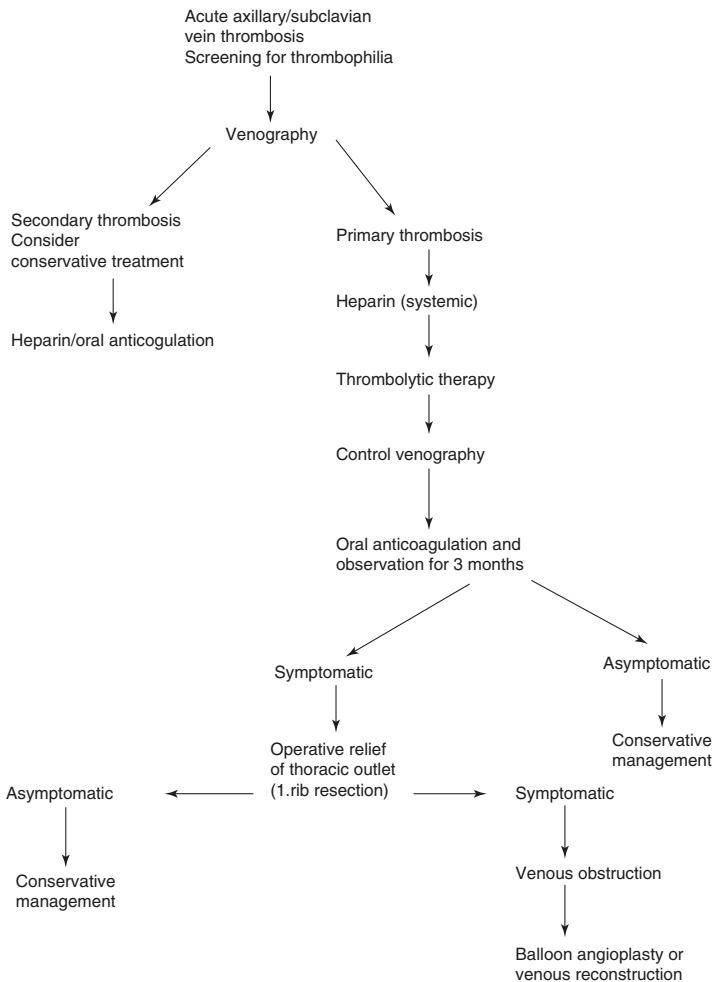 Acute axillary/subclavian
vein thrombosis
Screening for thrombophilia
Venography
Secondary thrombosis
Consider
conservative treatment
Heparin/oral anticogulation
Primary thrombosis
Heparin (systemic)
Thrombolytic therapy
Control venography
Oral anticoagulation and
observation for 3 months
Symptomatic
Asymptomatic
Operative relief
of thoracic outlet
(1.rib resection)
Conservative
management
Asymptomatic
Symptomatic
Conservative
management
Venous obstruction
Balloon angioplasty or
venous reconstruction